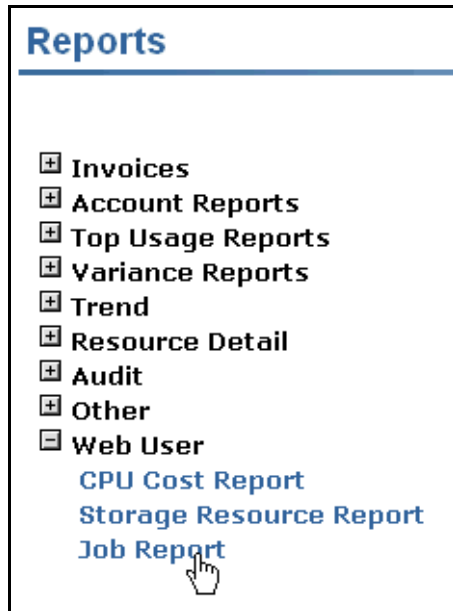 Reports
Invoices
Account Reports
Top Usage Reports
Variance Reports
Trend
Resource Detail
Audit
Other
Web User
CPU Cost Report
Storage Resource Report
Job Report